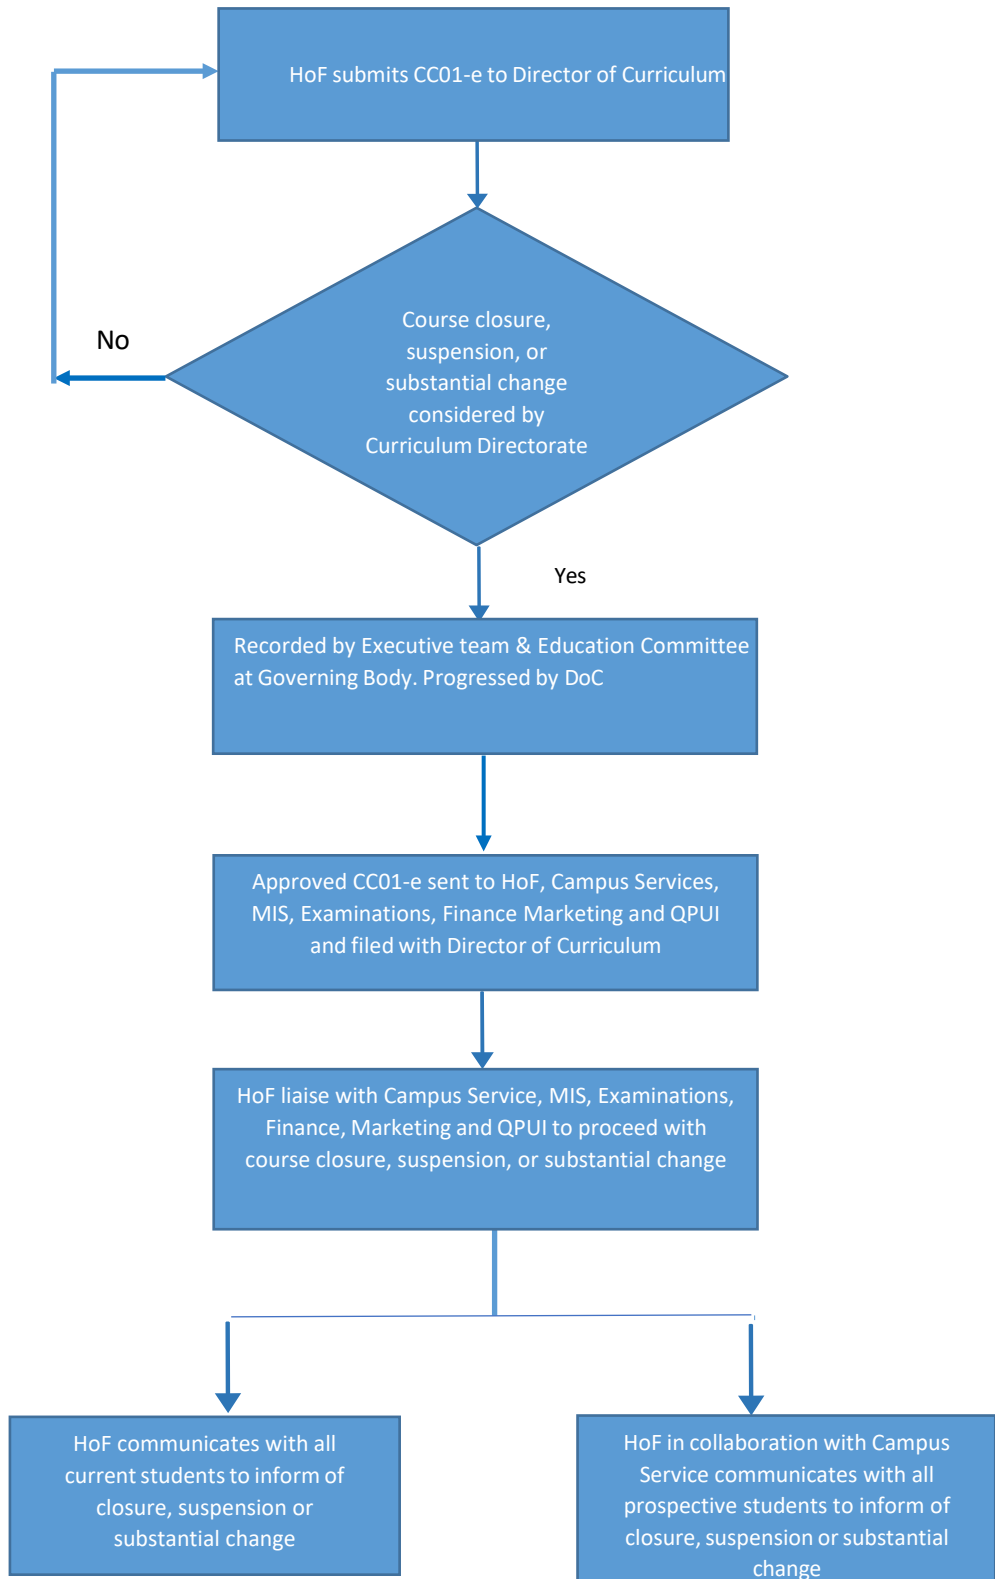 HoF submits CC01-e to Director of Curriculum
Course closure,
suspension, or
substantial change
considered by
Curriculum Directorate
No
Yes
Recorded by Executive team & Education Committee
at Governing Body. Progressed by DoC
Approved CC01-e sent to HoF, Campus Services,
MIS, Examinations, Finance Marketing and QPUI
and filed with Director of Curriculum
HoF liaise with Campus Service, MIS, Examinations,
Finance, Marketing and QPUI to proceed with
course closure, suspension, or substantial change
HoF communicates with all
current students to inform of
closure, suspension or
substantial change
HoF in collaboration with Campus
Service communicates with all
prospective students to inform of
closure, suspension or substantial
change